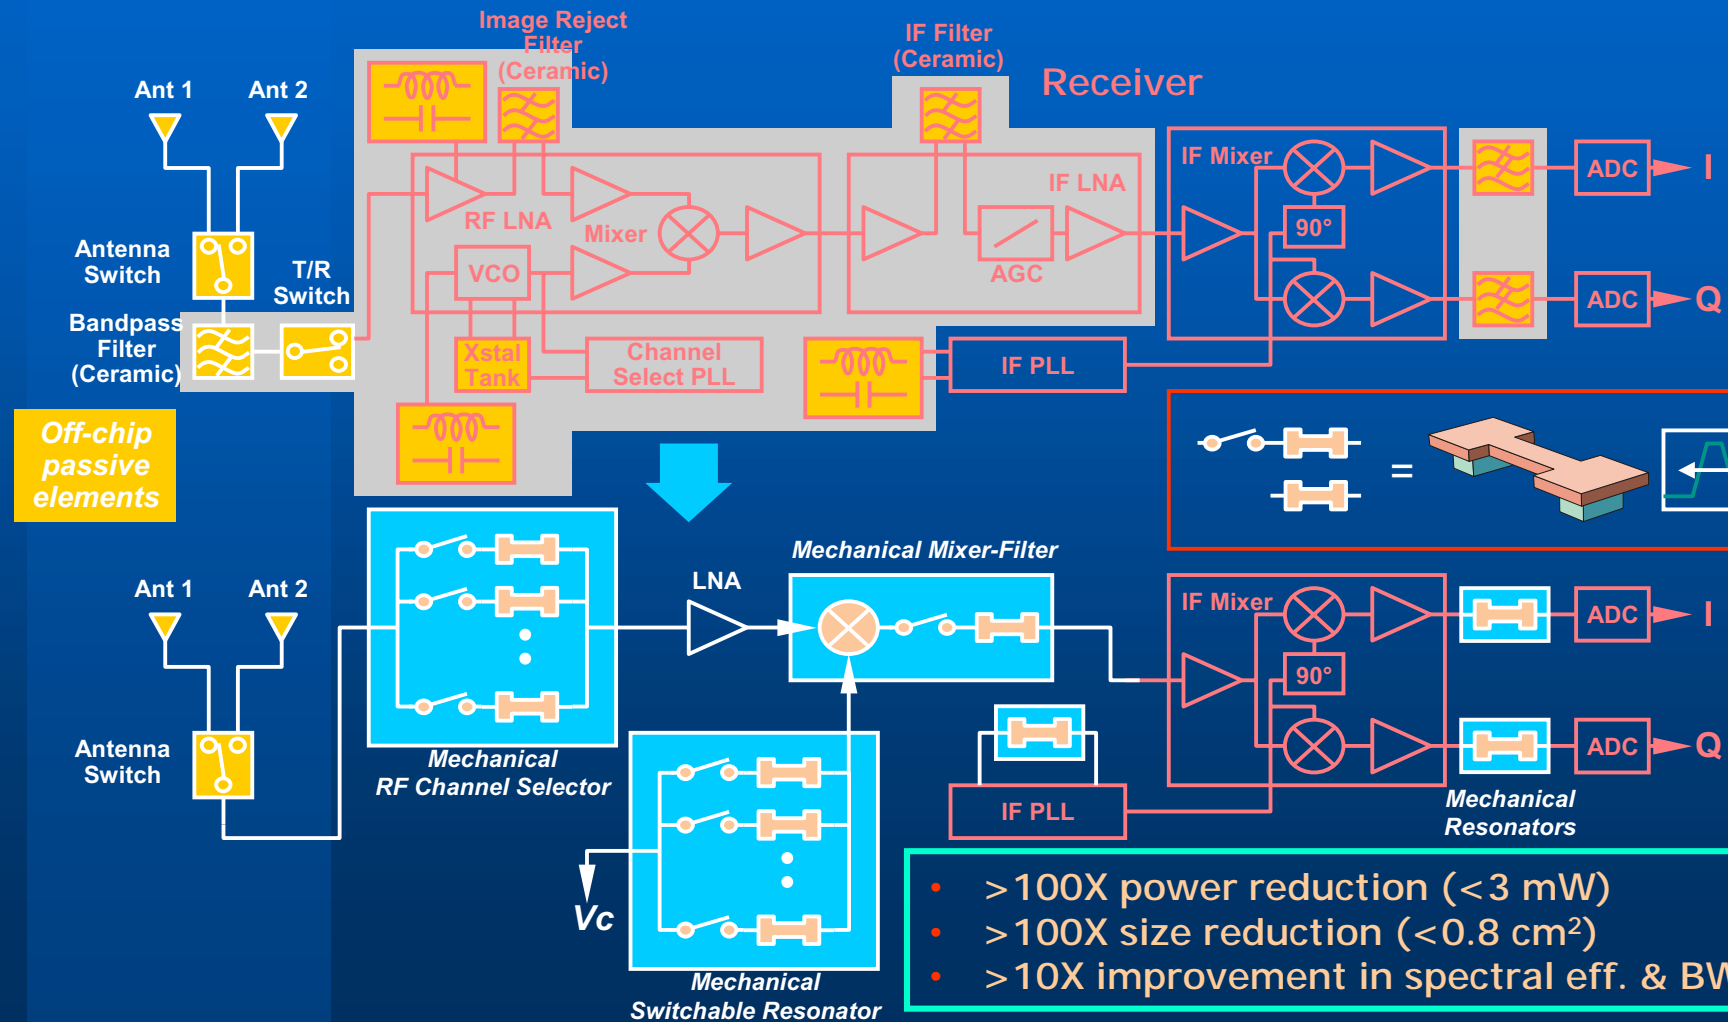 Image Reject
Filter
(Ceramic)
IF Filter
(Ceramic)
Receiver
Ant 1
Ant 2
IF Mixer
ADC
I
IF LNA
RF LNA
Mixer
90°
Antenna
Switch
T/R
Switch
VCO
AGC
ADC
Q
Bandpass
Filter
(Ceramic)
Xstal
Tank
Channel
Select PLL
IF PLL
Off-chip
passive
elements
=
Mechanical Mixer-Filter
Ant 1
Ant 2
LNA
IF Mixer
ADC
I
90°
Antenna
Switch
Mechanical
RF Channel Selector
ADC
Q
IF PLL
Mechanical
Resonators
Vc
Mechanical
Switchable Resonator
• >100X power reduction (<3 mW)
• >100X size reduction (<0.8 cm²)
• >10X improvement in spectral eff. & BW